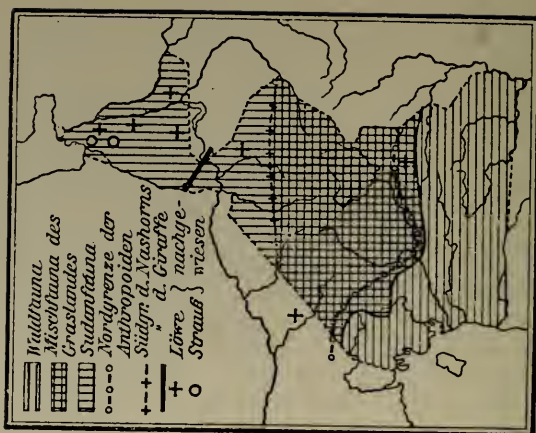 Waldfauna
Mischfauna des
Graslandes
Sudanfauna
Nordgrenze der
Anthropoiden
Südgr. d. Nashorns
" d. Giraffe
Löwe } nachge-
Strauß } wiesen